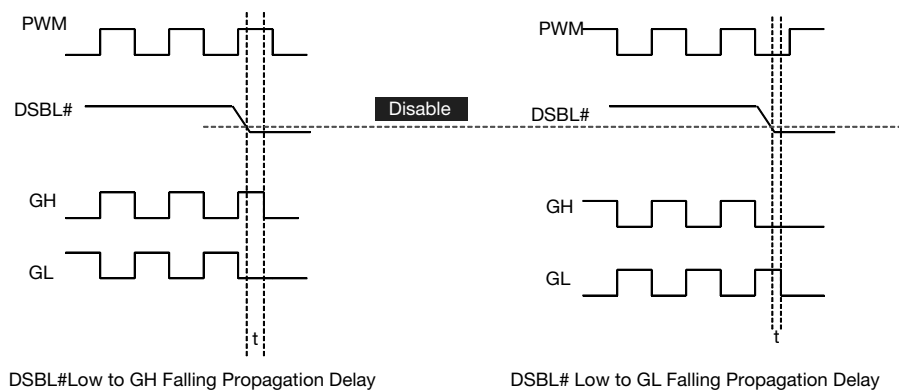 PWM
DSBL#
Disable
GH
GL
t
DSBL#Low to GH Falling Propagation Delay
PWM
DSBL#
GH
GL
t
DSBL# Low to GL Falling Propagation Delay